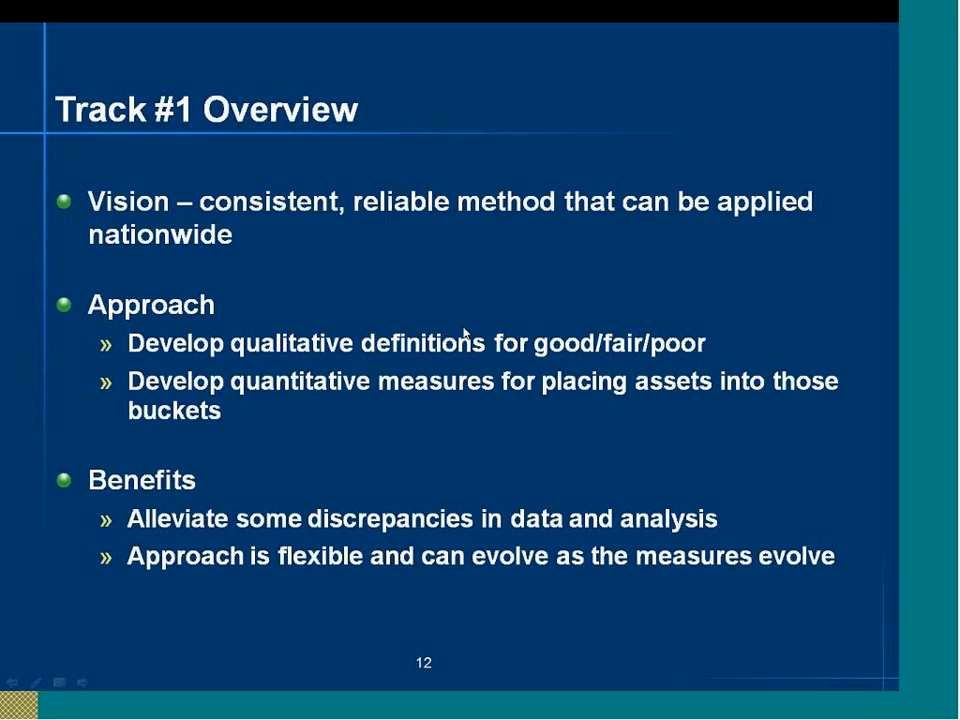 Track #1 Overview
Vision – consistent, reliable method that can be applied
nationwide
Approach
» Develop qualitative definitions for good/fair/poor
» Develop quantitative measures for placing assets into those
buckets
Benefits
» Alleviate some discrepancies in data and analysis
» Approach is flexible and can evolve as the measures evolve
12